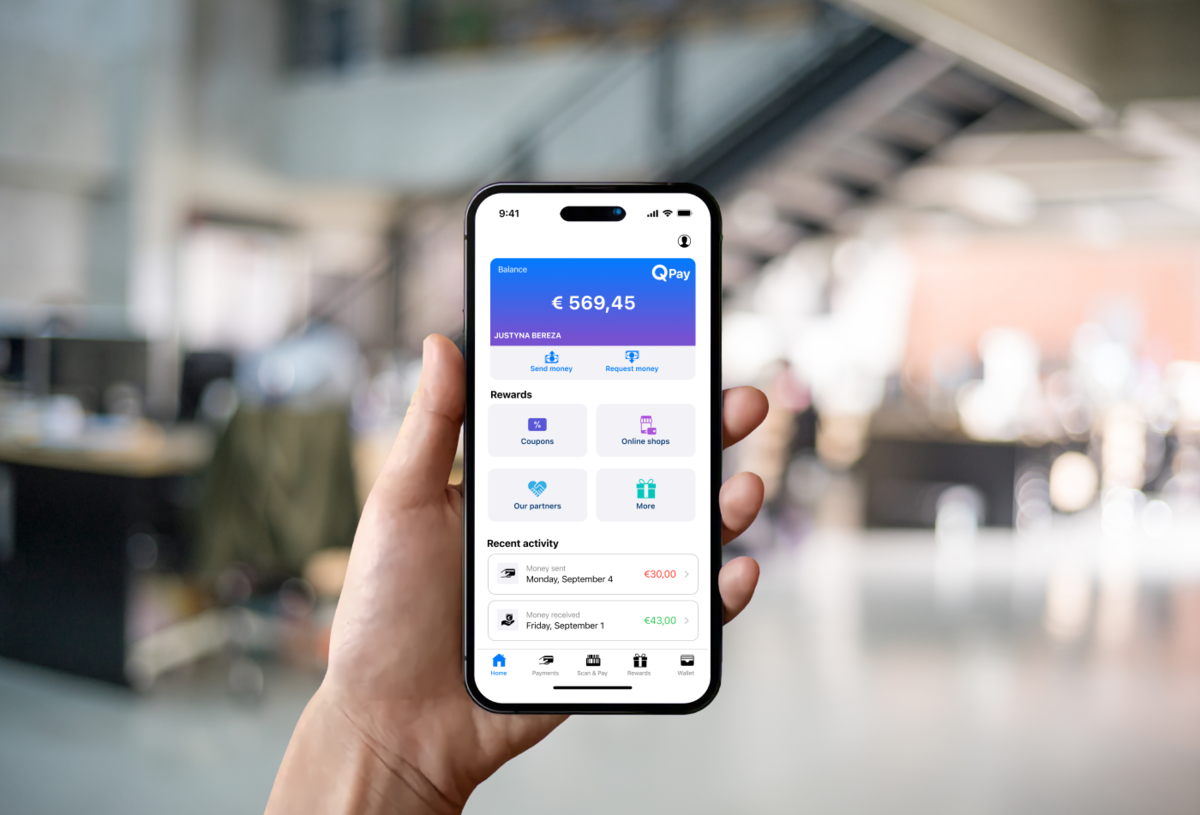 9:41
Balance
QPay
€ 569,45
JUSTYNA BEREZA
Send money
Request money
Rewards
%
Coupons
Online shops
Our partners
More
Recent activity
Money sent
Monday, September 4
€30,00
Money received
Friday, September 1
€43,00
Home
Payments
Scan & Pay
Rewards
Wallet